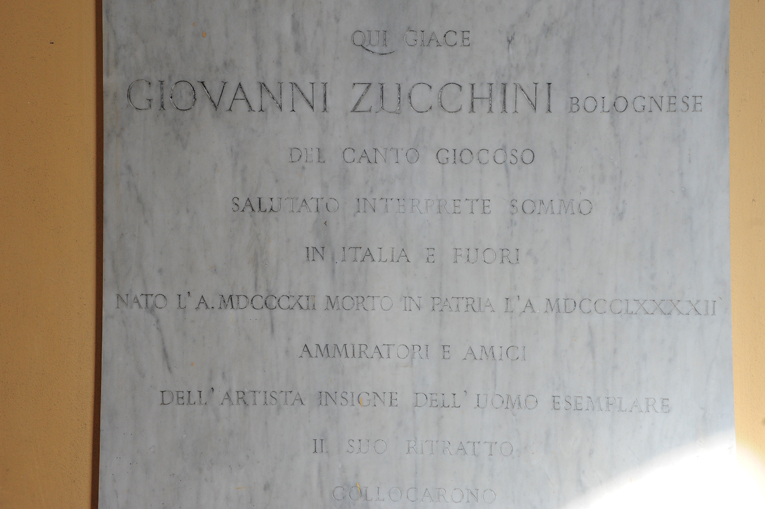 QUI GIACE
GIOVANNI ZUCCHINI BOLOGNESE
DEL CANTO GIOCOSO
SALUTATO INTERPRETE SOMMO
IN ITALIA E FUORI
NATO L'A. MDCCCXII MORTO IN PATRIA L'A MDCCCLXXXXII
AMMIRATORI E AMICI
DELL'ARTISTA INSIGNE DELL'UOMO ESEMPLARE
IL SUO RITRATTO
COLLOCARONO